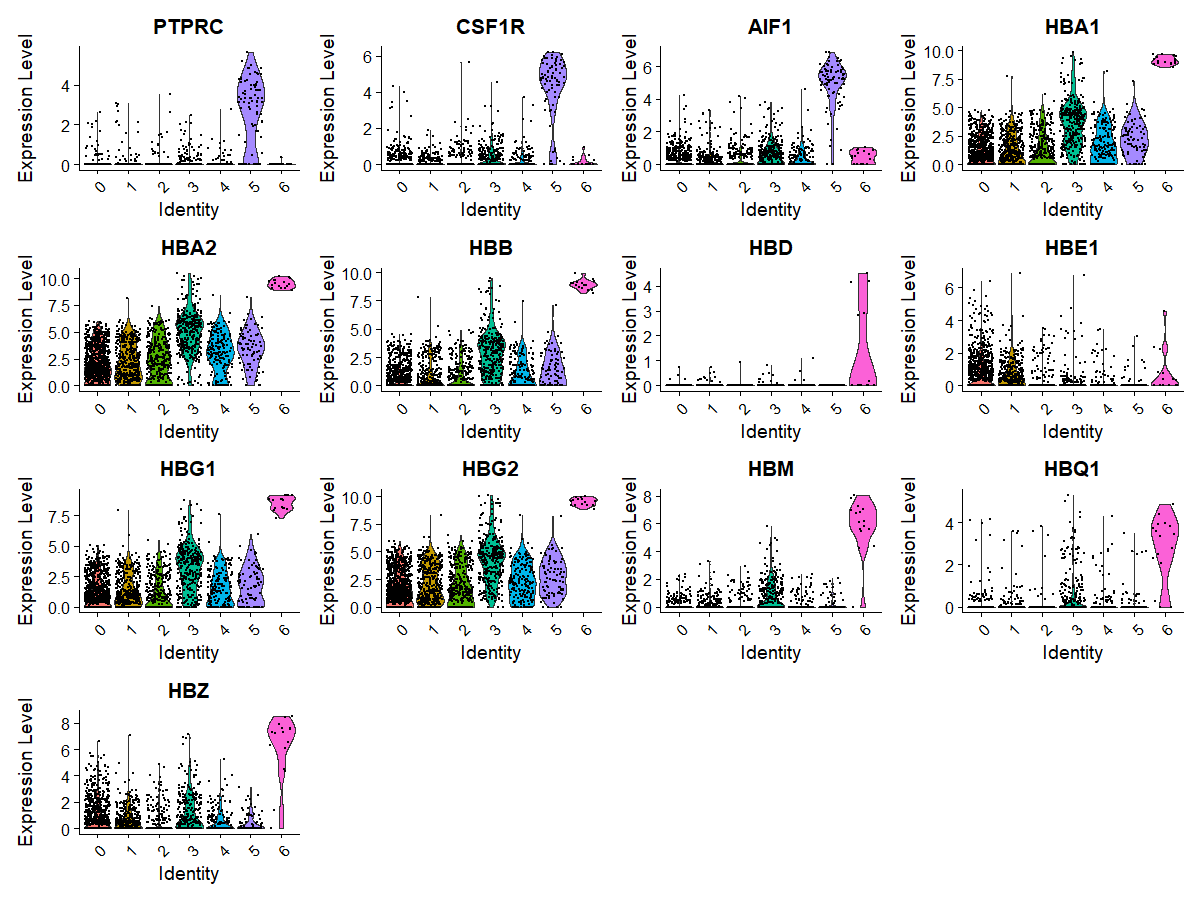 PTPRC CSF1R AIF1 HBA1
Expression Level 0 2 4 Expression Level 0 2 4 6 Expression Level 0 2 4 6 Expression Level 0.0 2.5 5.0 7.5 10.0
0 1 2 3 4 5 6 0 1 2 3 4 5 6 0 1 2 3 4 5 6 0 1 2 3 4 5 6
Identity Identity Identity Identity
HBA2 HBB HBD HBE1
Expression Level 0.0 2.5 5.0 7.5 10.0 Expression Level 0.0 2.5 5.0 7.5 10.0 Expression Level 0 1 2 3 4 Expression Level 0 2 4 6
0 1 2 3 4 5 6 0 1 2 3 4 5 6 0 1 2 3 4 5 6 0 1 2 3 4 5 6
Identity Identity Identity Identity
HBG1 HBG2 HBM HBQ1
Expression Level 0.0 2.5 5.0 7.5 Expression Level 0.0 2.5 5.0 7.5 10.0 Expression Level 0 2 4 6 8 Expression Level 0 2 4
0 1 2 3 4 5 6 0 1 2 3 4 5 6 0 1 2 3 4 5 6 0 1 2 3 4 5 6
Identity Identity Identity Identity
HBZ
Expression Level 0 2 4 6 8
0 1 2 3 4 5 6
Identity